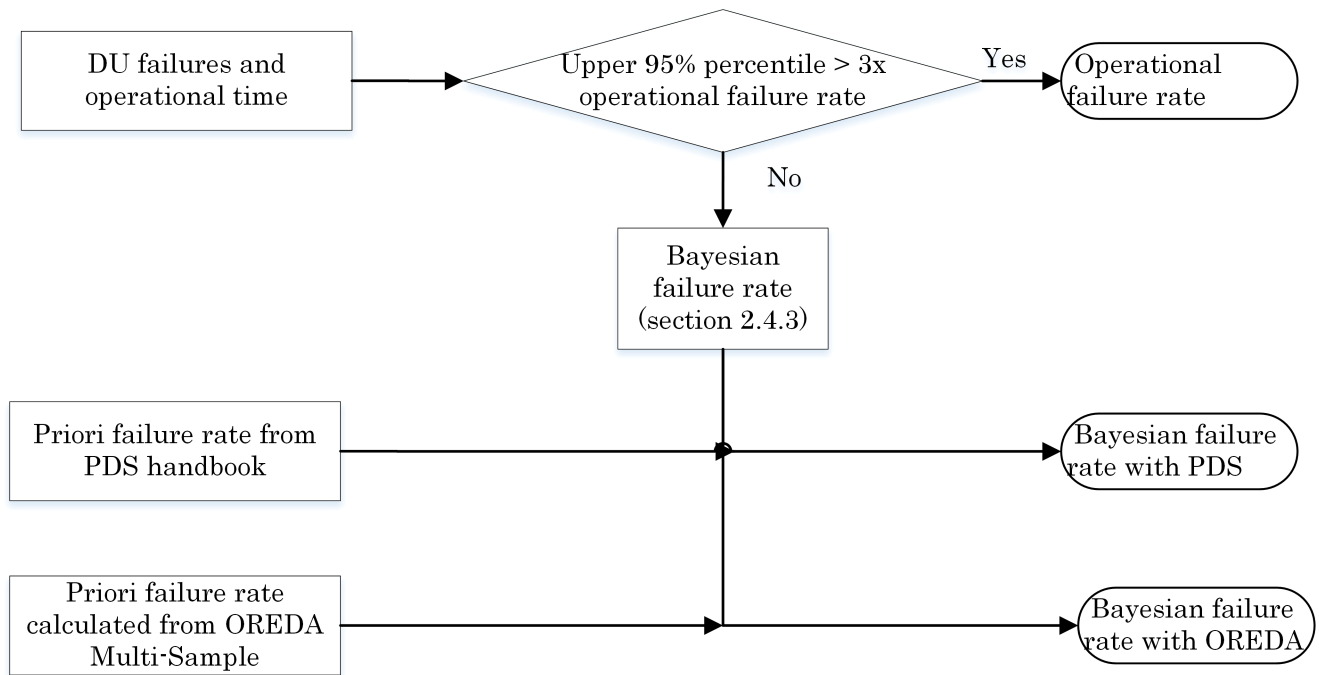 DU failures and
operational time
Upper 95% percentile > 3x
operational failure rate
Yes
Operational
failure rate
No
Bayesian
failure rate
(section 2.4.3)
Priori failure rate from
PDS handbook
Bayesian failure
rate with PDS
Priori failure rate
calculated from OREDA
Multi-Sample
Bayesian failure
rate with OREDA